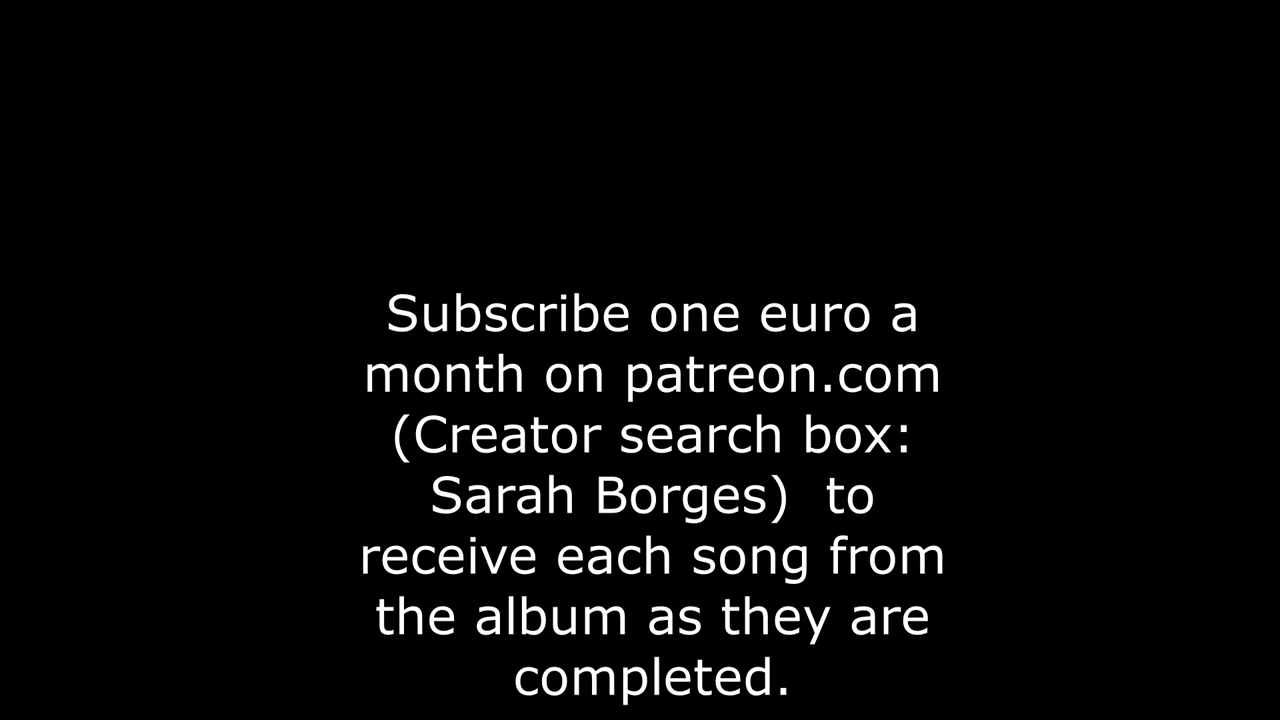 Subscribe one euro a
month on patreon.com
(Creator search box:
Sarah Borges)  to
receive each song from
the album as they are
completed.